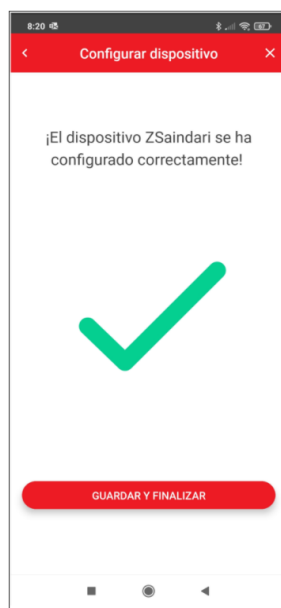 8:20
Configurar dispositivo
¡El dispositivo ZSaindari se ha
configurado correctamente!
GUARDAR Y FINALIZAR